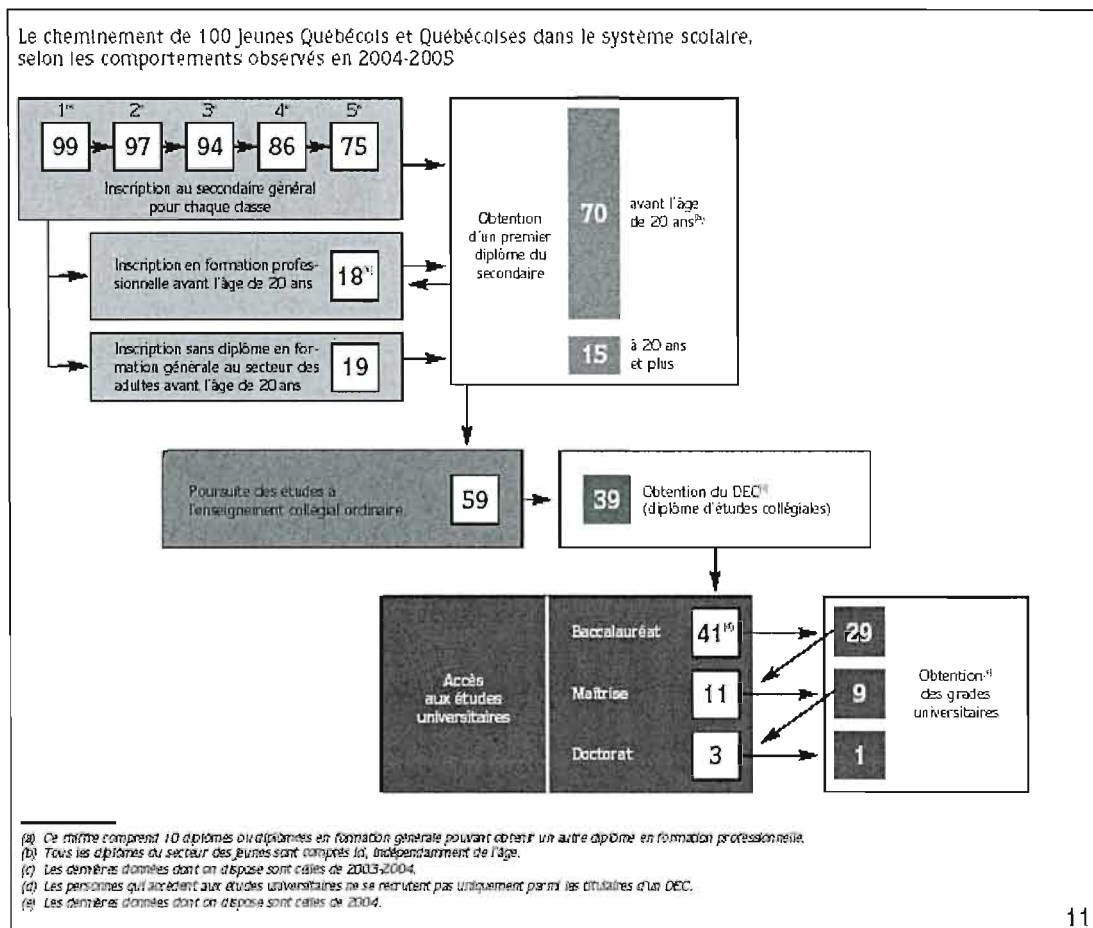 Le cheminement de 100 jeunes Québécois et Québécoises dans le système scolaire,
selon les comportements observés en 2004-2005
1re 2e 3e 4e 5e
99 97 94 86 75
Inscription au secondaire général
pour chaque classe
Inscription en formation profes-
sionnelle avant l'âge de 20 ans
18(a)
Inscription sans diplôme en for-
mation générale au secteur des
adultes avant l'âge de 20 ans
19
Obtention
d'un premier
diplôme du
secondaire
70
avant l'âge
de 20 ans(b)
15
à 20 ans
et plus
Poursuite des études à
l'enseignement collégial ordinaire
59
39
Obtention du DEC(c)
(diplôme d'études collégiales)
Accès
aux études
universitaires
Baccalauréat 41(d) 29
Maîtrise 11 9
Doctorat 3 1
Obtention(e)
des grades
universitaires
(a) Ce chiffre comprend 10 diplômés ou diplômées en formation générale pouvant obtenir un autre diplôme en formation professionnelle.
(b) Tous les diplômes du secteur des jeunes sont compris ici, indépendamment de l'âge.
(c) Les dernières données dont on dispose sont celles de 2003-2004.
(d) Les personnes qui accèdent aux études universitaires ne se recrutent pas uniquement parmi les titulaires d'un DEC.
(e) Les dernières données dont on dispose sont celles de 2004.
11